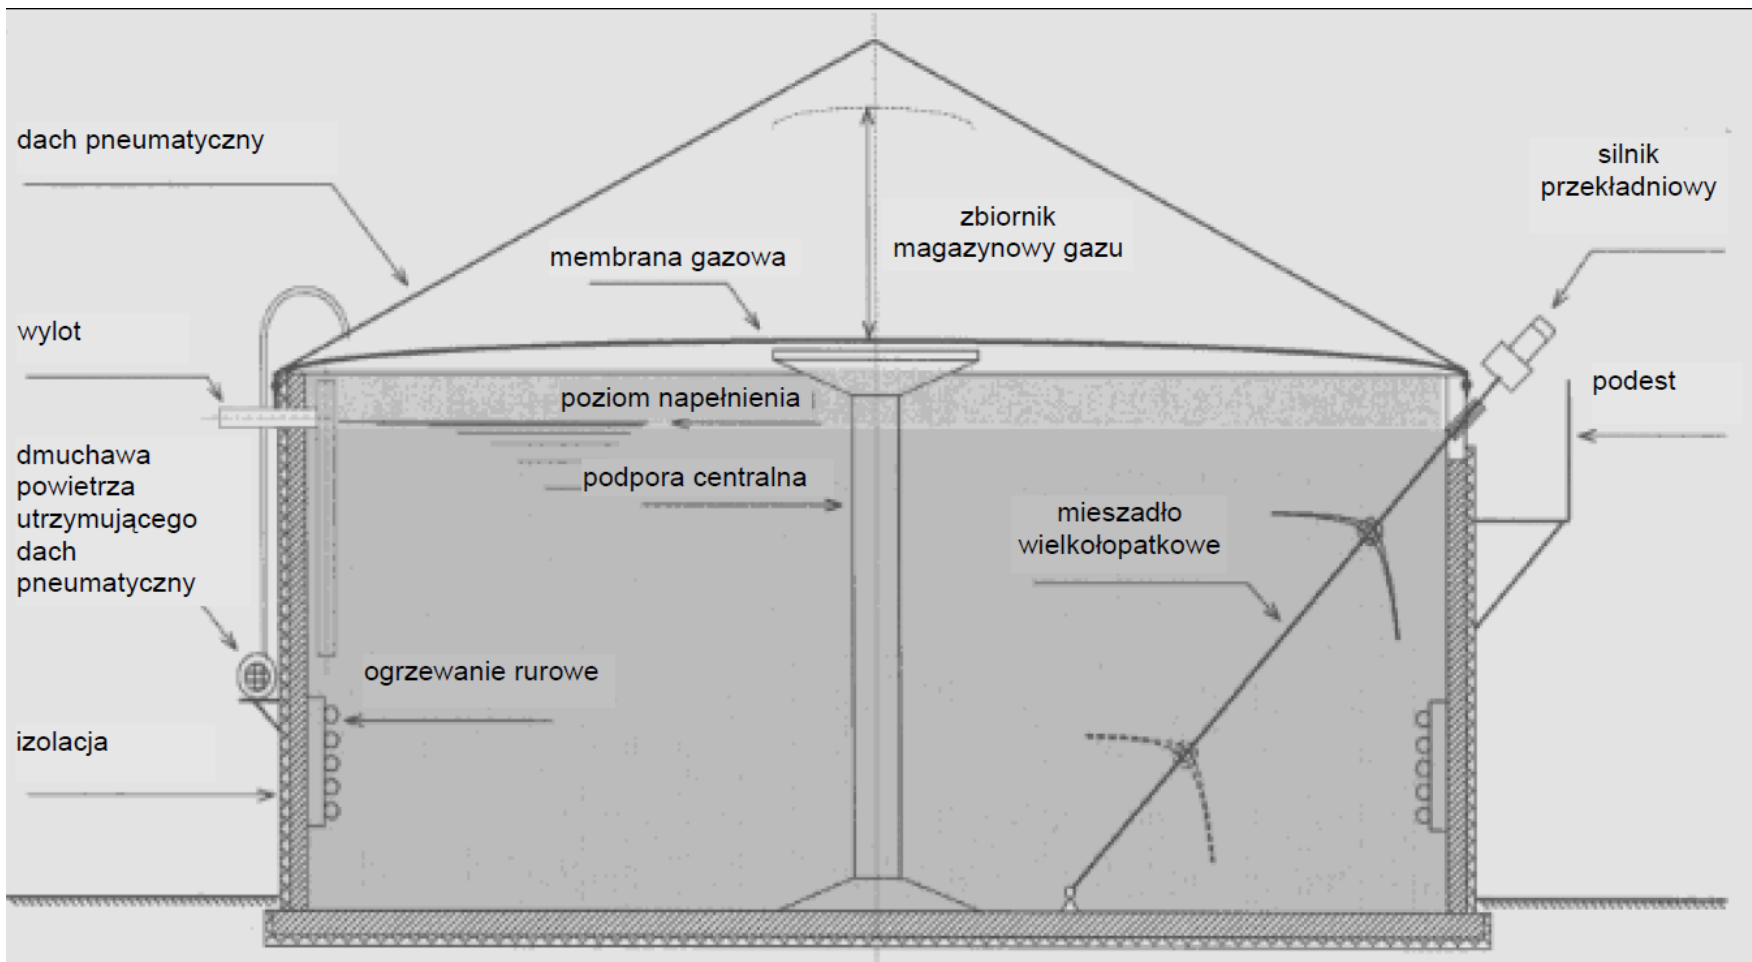 dach pneumatyczny
silnik
przekładniowy
zbiornik
magazynowy gazu
membrana gazowa
wylot
podest
poziom napełnienia
dmuchawa
powietrza
utrzymującego
dach
pneumatyczny
podpora centralna
mieszadło
wielkołopatkowe
ogrzewanie rurowe
izolacja